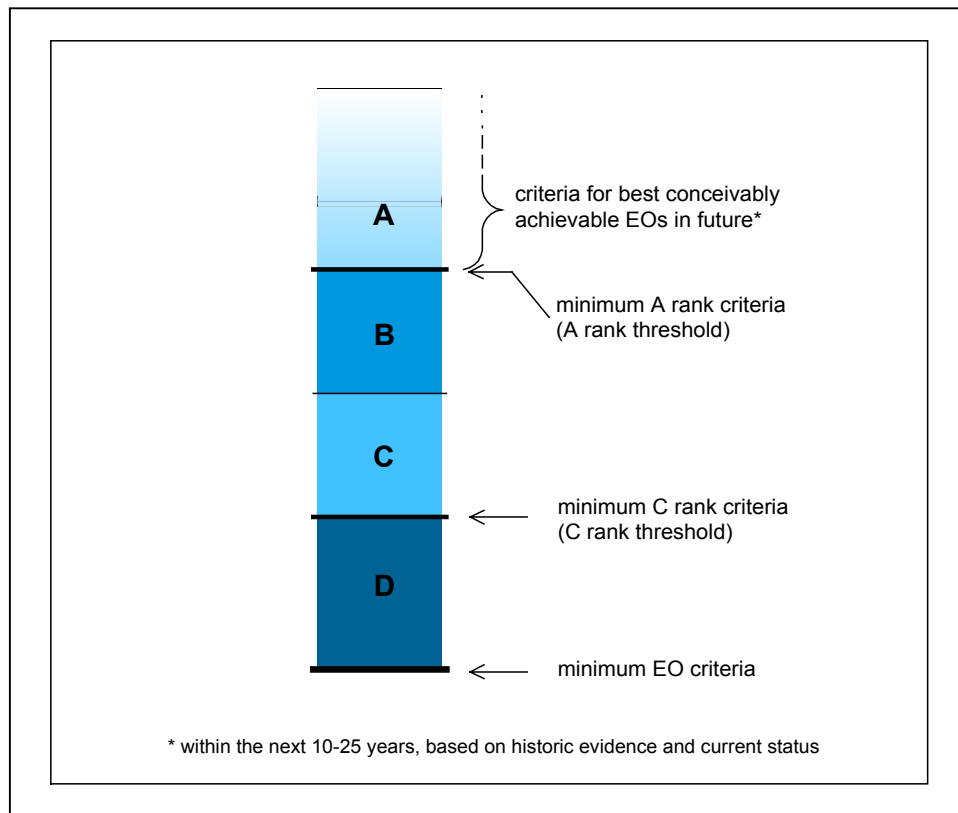 A
criteria for best conceivably
achievable EOs in future*
minimum A rank criteria
(A rank threshold)
B
C
minimum C rank criteria
(C rank threshold)
D
minimum EO criteria
* within the next 10-25 years, based on historic evidence and current status